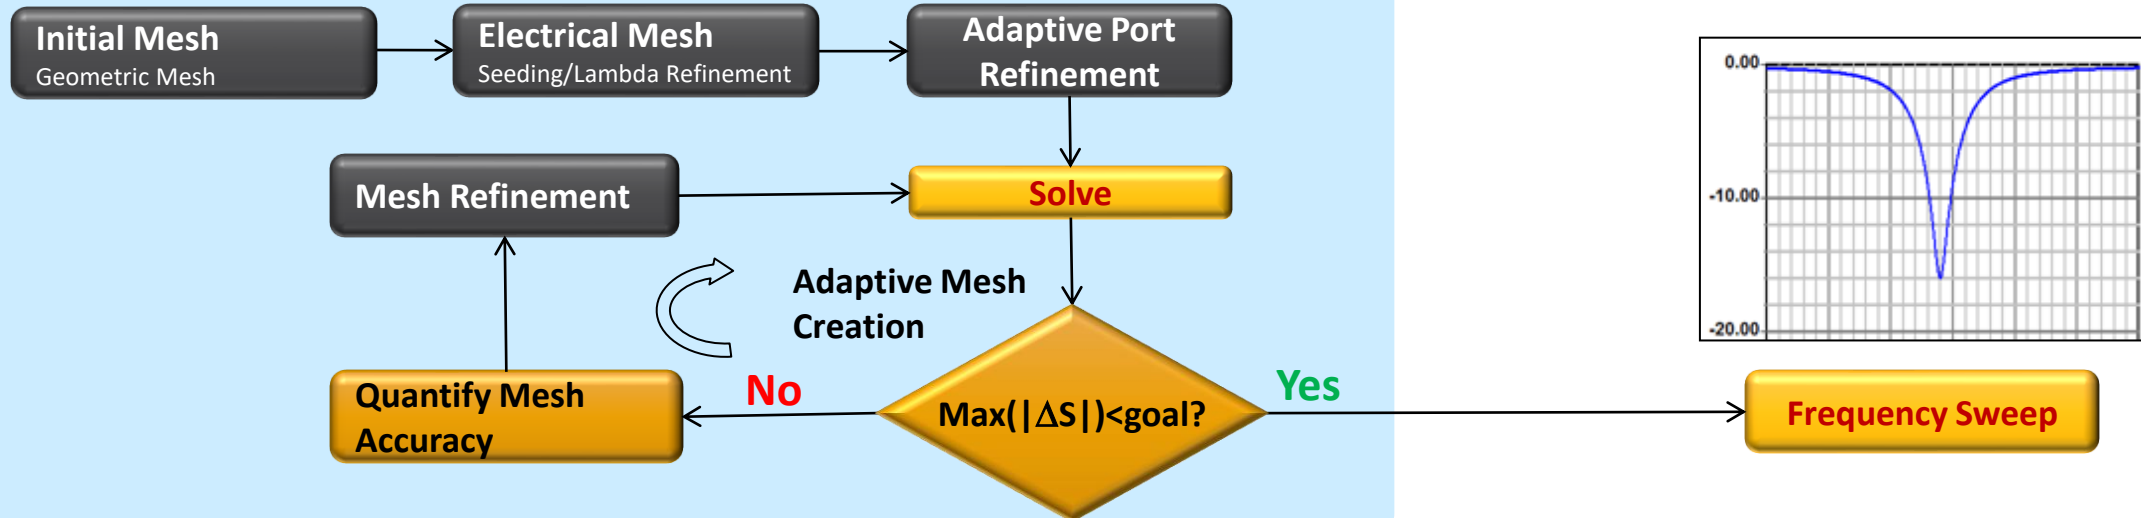 Initial Mesh
Geometric Mesh
Electrical Mesh
Seeding/Lambda Refinement
Adaptive Port
Refinement
Mesh Refinement
Solve
Adaptive Mesh
Creation
Quantify Mesh
Accuracy
No
Max(|ΔS|)<goal?
Yes
Frequency Sweep
0.00
-10.00
-20.00